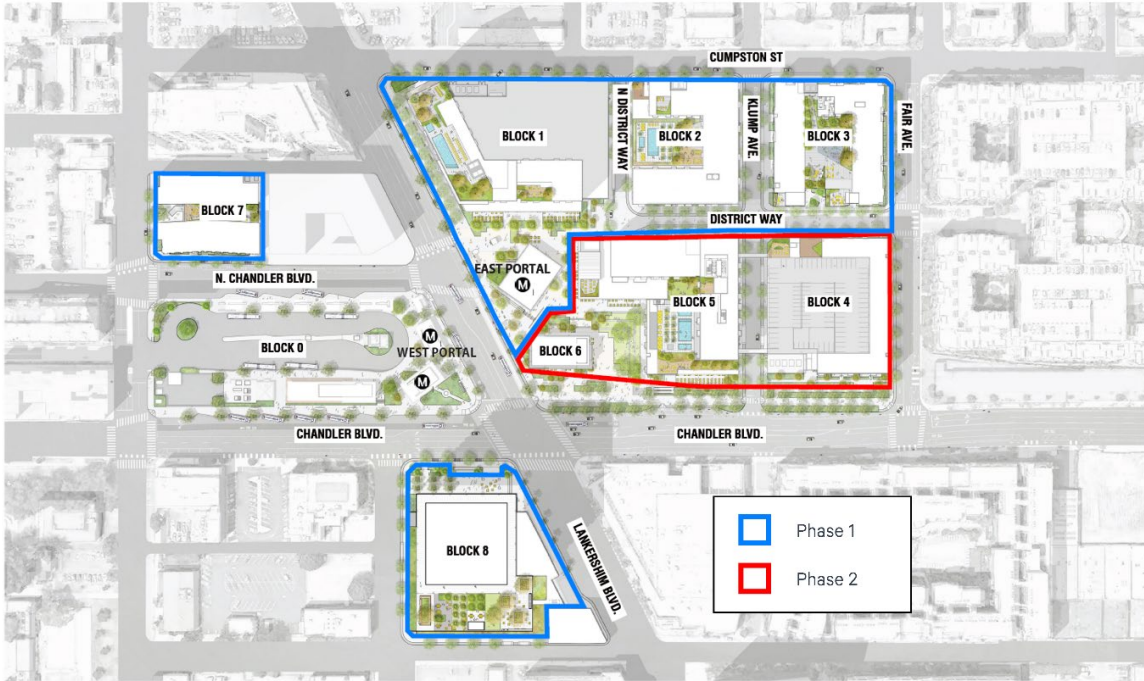 CUMPSTON ST
N DISTRICT WAY
KLUMP AVE.
FAIR AVE.
BLOCK 1
BLOCK 2
BLOCK 3
BLOCK 7
DISTRICT WAY
EAST PORTAL
M
N. CHANDLER BLVD.
BLOCK 5
BLOCK 4
M
BLOCK 0
WEST PORTAL
BLOCK 6
M
CHANDLER BLVD.
CHANDLER BLVD.
BLOCK 8
LANKERSHIM BLVD.
Phase 1
Phase 2